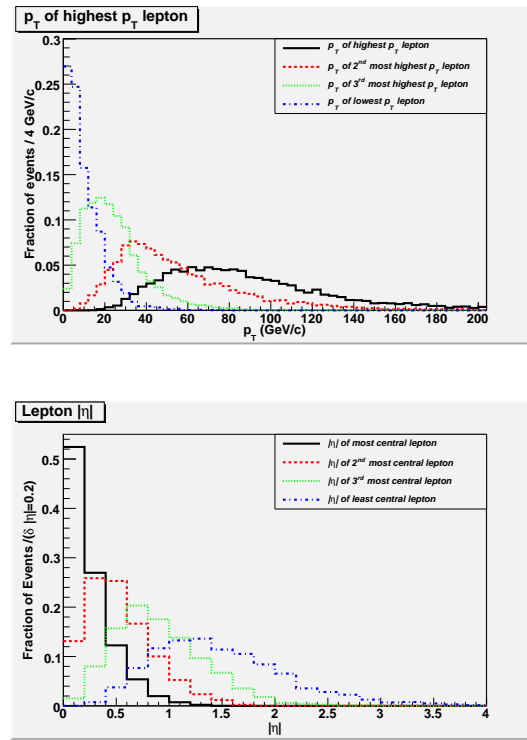 p_T of highest p_T lepton
p_T of highest p_T lepton
p_T of 2^nd most highest p_T lepton
p_T of 3^rd most highest p_T lepton
p_T of lowest p_T lepton
Fraction of events / 4 GeV/c
0.3
0.25
0.2
0.15
0.1
0.05
0
0 20 40 60 80 100 120 140 160 180 200
p_T (GeV/c)
Lepton |η|
|η| of most central lepton
|η| of 2^nd most central lepton
|η| of 3^rd most central lepton
|η| of least central lepton
Fraction of Events /(δ |η|=0.2)
0.5
0.4
0.3
0.2
0.1
0
0 0.5 1 1.5 2 2.5 3 3.5 4
|η|